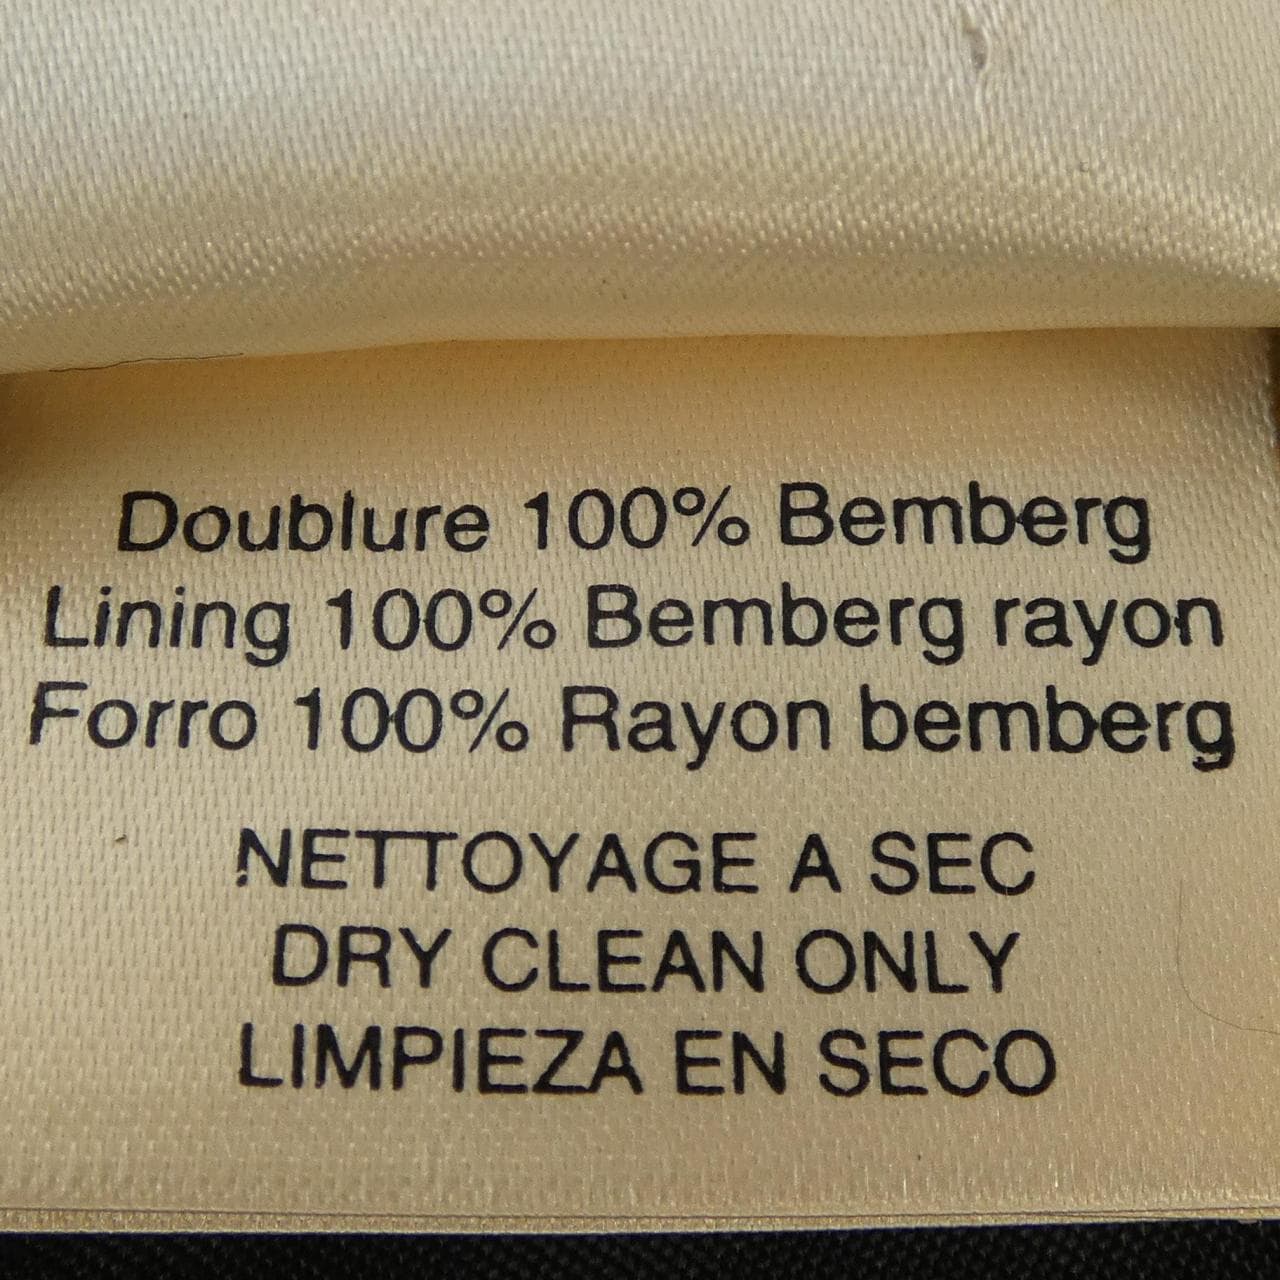 Doublure 100% Bemberg
Lining 100% Bemberg rayon
Forro 100% Rayon bemberg
NETTOYAGE A SEC
DRY CLEAN ONLY
LIMPIEZA EN SECO